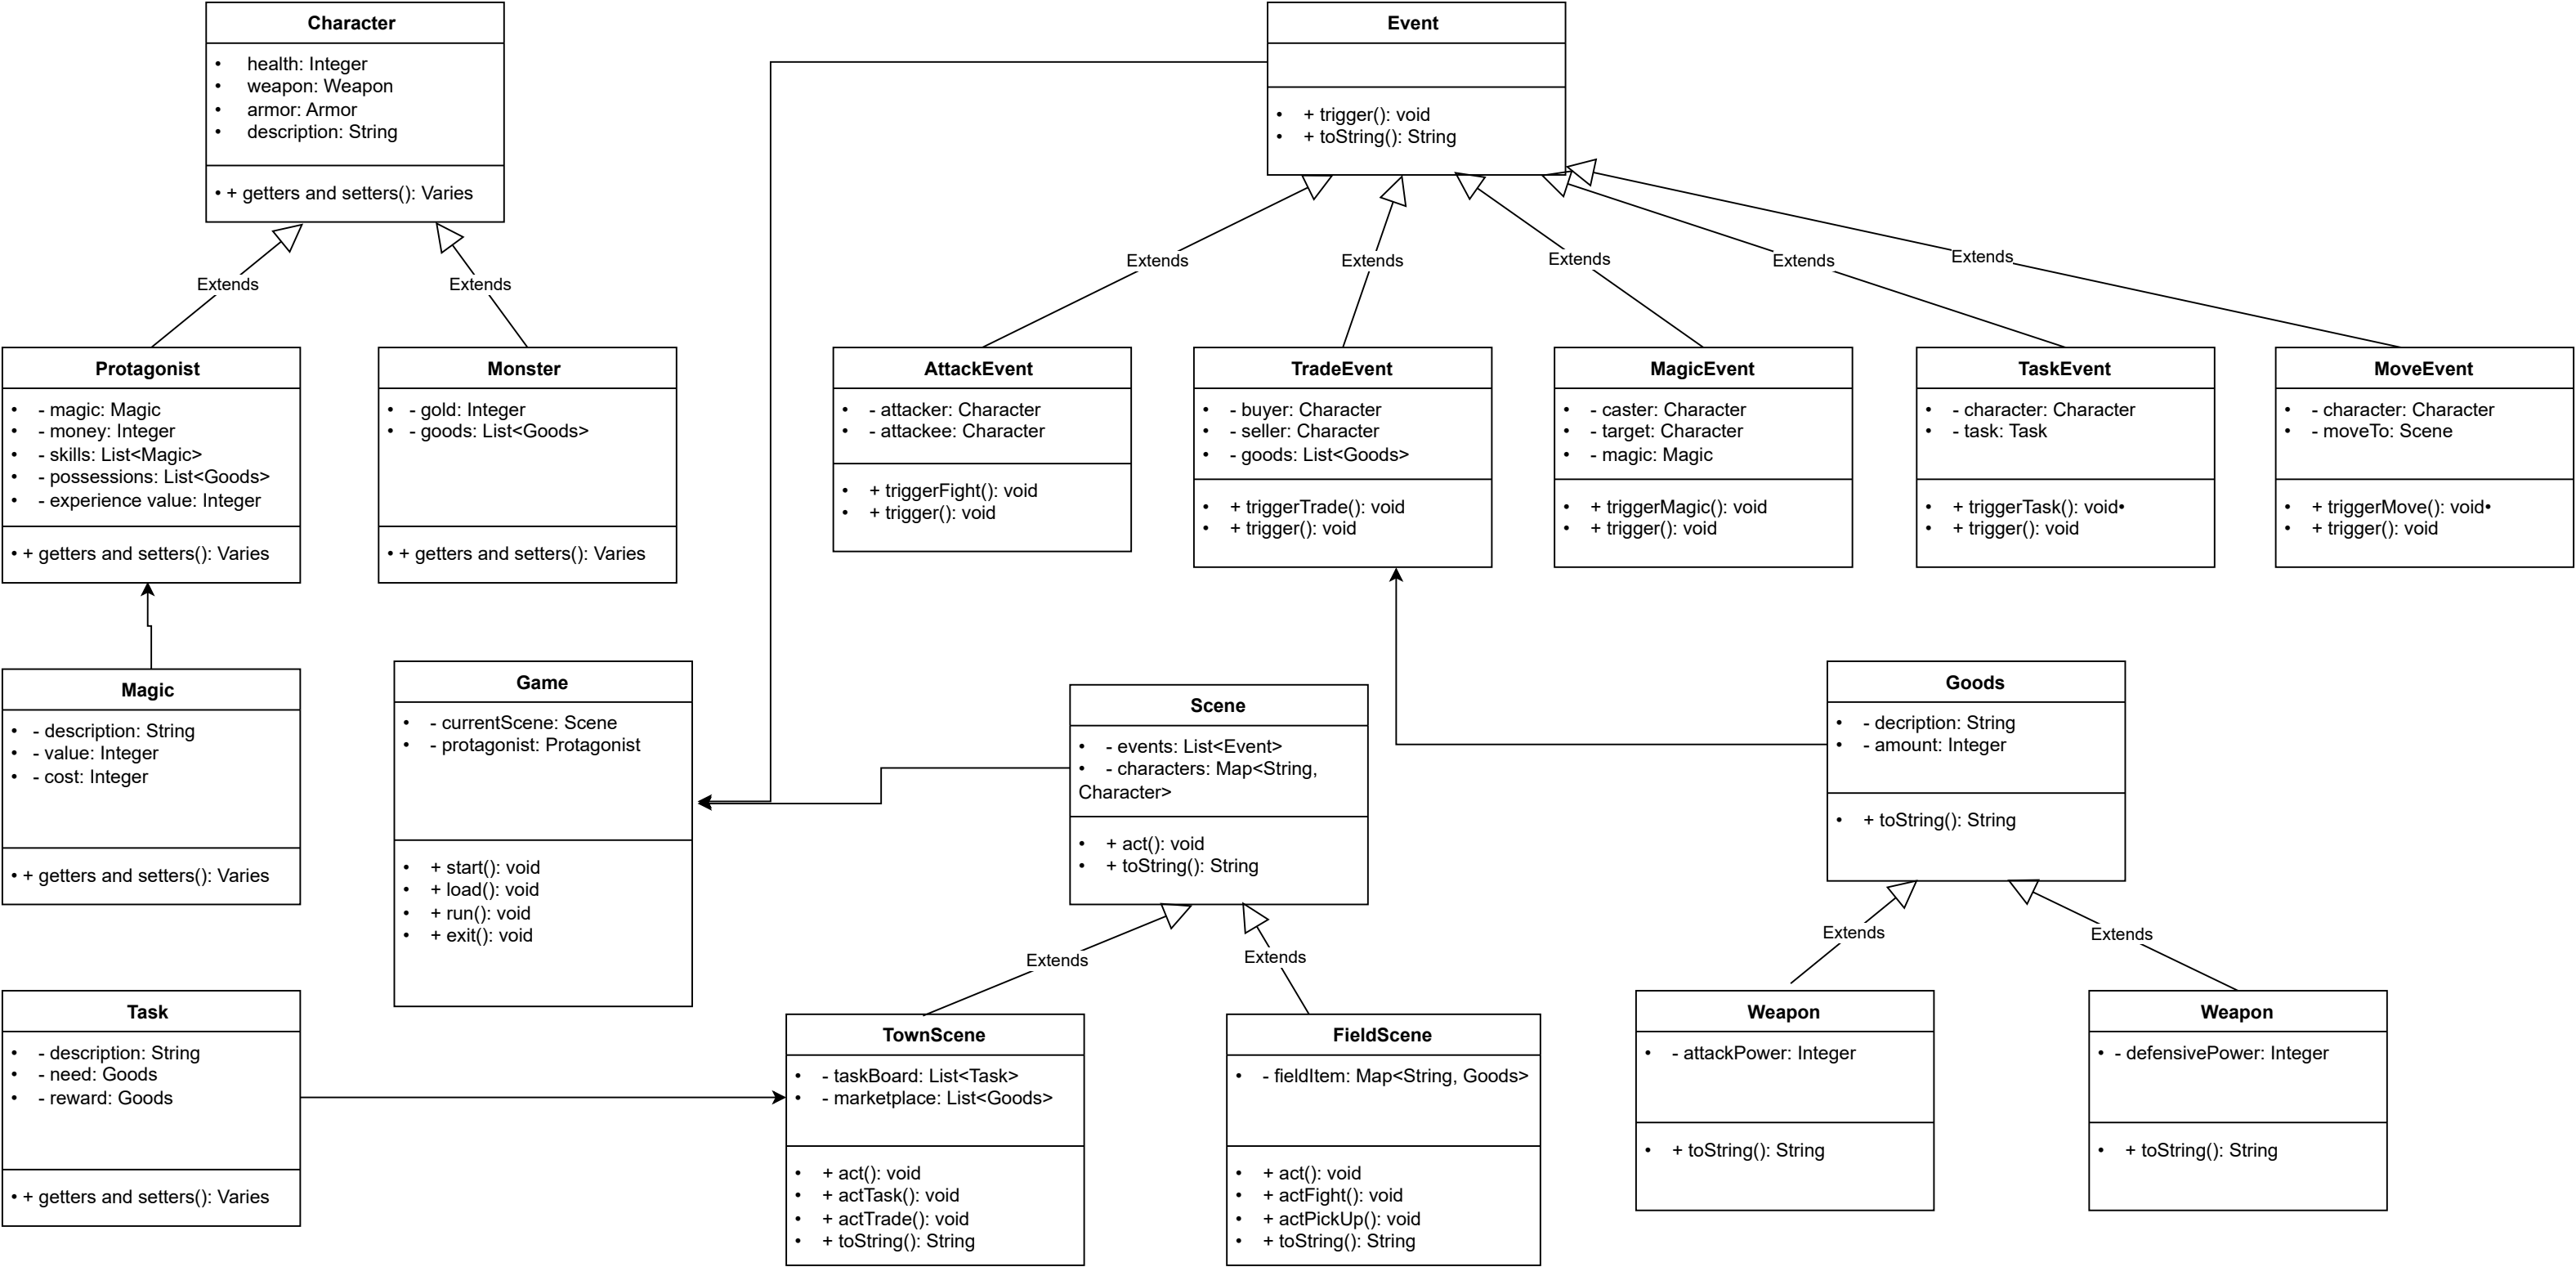 Character
• health: Integer
• weapon: Weapon
• armor: Armor
• description: String
• + getters and setters(): Varies
Event
• + trigger(): void
• + toString(): String
Extends
Extends
Extends
Extends
Extends
Extends
Extends
Protagonist
• - magic: Magic
• - money: Integer
• - skills: List<Magic>
• - possessions: List<Goods>
• - experience value: Integer
• + getters and setters(): Varies
Monster
• - gold: Integer
• - goods: List<Goods>
• + getters and setters(): Varies
AttackEvent
• - attacker: Character
• - attackee: Character
• + triggerFight(): void
• + trigger(): void
TradeEvent
• - buyer: Character
• - seller: Character
• - goods: List<Goods>
• + triggerTrade(): void
• + trigger(): void
MagicEvent
• - caster: Character
• - target: Character
• - magic: Magic
• + triggerMagic(): void
• + trigger(): void
TaskEvent
• - character: Character
• - task: Task
• + triggerTask(): void•
• + trigger(): void
MoveEvent
• - character: Character
• - moveTo: Scene
• + triggerMove(): void•
• + trigger(): void
Magic
• - description: String
• - value: Integer
• - cost: Integer
• + getters and setters(): Varies
Game
• - currentScene: Scene
• - protagonist: Protagonist
• + start(): void
• + load(): void
• + run(): void
• + exit(): void
Scene
• - events: List<Event>
• - characters: Map<String,
Character>
• + act(): void
• + toString(): String
Goods
• - decription: String
• - amount: Integer
• + toString(): String
Extends
Extends
Extends
Extends
Task
• - description: String
• - need: Goods
• - reward: Goods
• + getters and setters(): Varies
TownScene
• - taskBoard: List<Task>
• - marketplace: List<Goods>
• + act(): void
• + actTask(): void
• + actTrade(): void
• + toString(): String
FieldScene
• - fieldItem: Map<String, Goods>
• + act(): void
• + actFight(): void
• + actPickUp(): void
• + toString(): String
Weapon
• - attackPower: Integer
• + toString(): String
Weapon
• - defensivePower: Integer
• + toString(): String